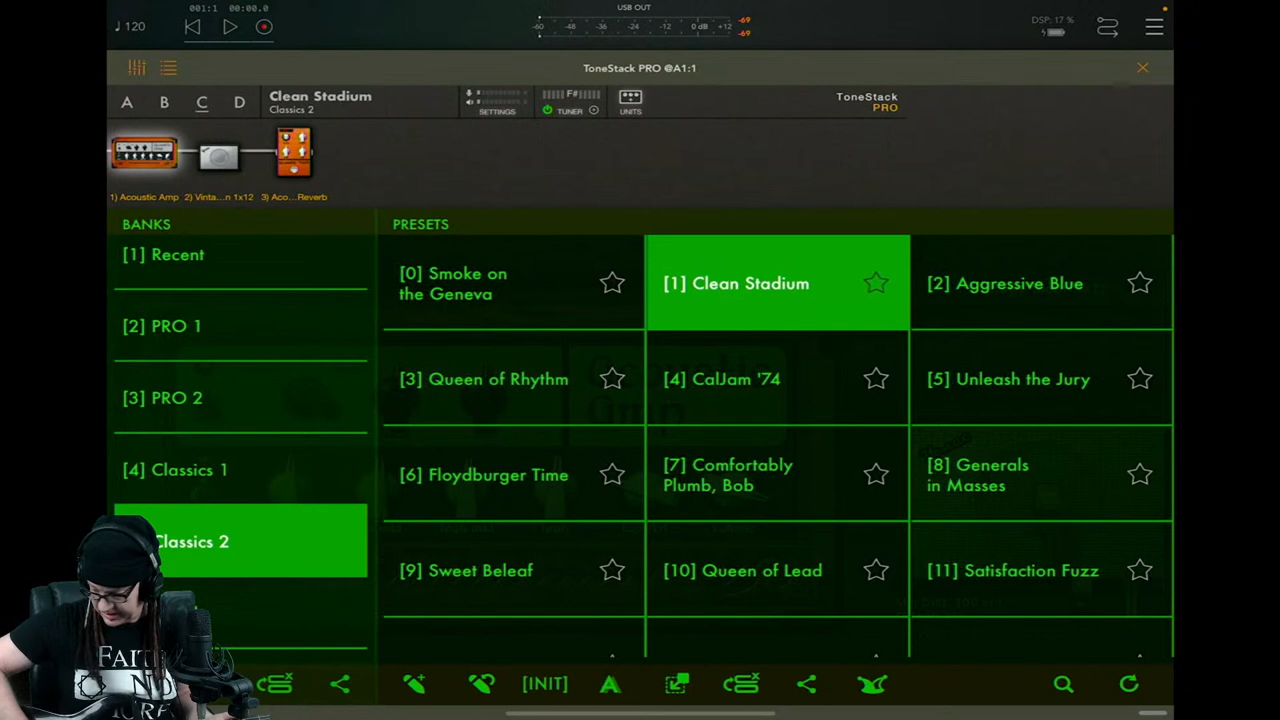 001:1 00:00.0
USB OUT
♩ 120
-60 -48 -36 -24 -12 0 dB +12
-69
-69
DSP: 17 %
ToneStack PRO @A1:1
A B C D
Clean Stadium
Classics 2
SETTINGS
F#
TUNER
UNITS
ToneStack
PRO
1) Acoustic Amp 2) Vinta...n 1x12 3) Aco...Reverb
BANKS
PRESETS
[1] Recent
[2] PRO 1
[3] PRO 2
[4] Classics 1
Classics 2
[0] Smoke on
the Geneva
[1] Clean Stadium
[2] Aggressive Blue
[3] Queen of Rhythm
[4] CalJam '74
[5] Unleash the Jury
[6] Floydburger Time
[7] Comfortably
Plumb, Bob
[8] Generals
in Masses
[9] Sweet Beleaf
[10] Queen of Lead
[11] Satisfaction Fuzz
[INIT]
A
FAITH
NO
MORE